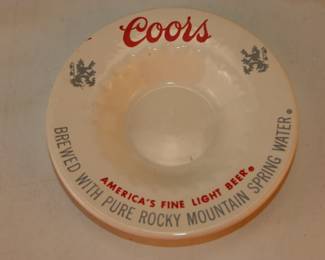 Coors
AMERICA'S FINE LIGHT BEER.
BREWED WITH PURE ROCKY MOUNTAIN SPRING WATER.